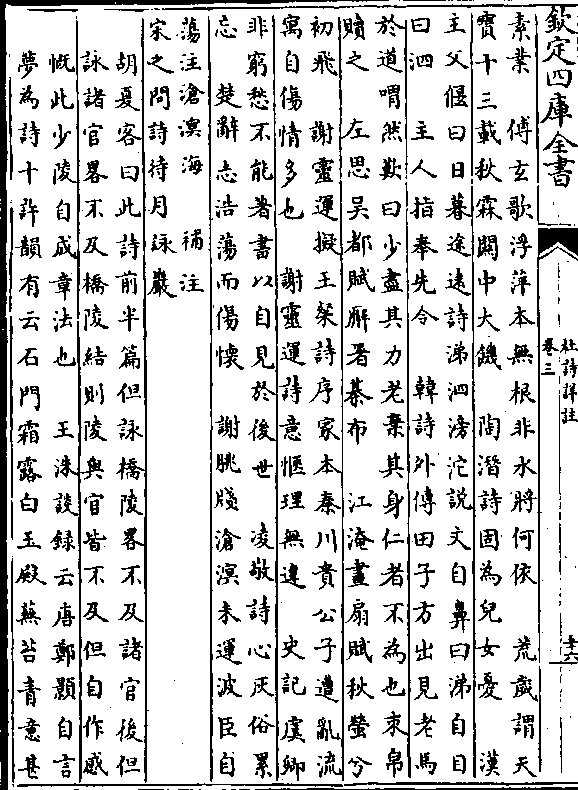 欽定四庫全書
杜詩詳註
卷三
十六
素業　傅玄歌浮萍本無根非水將何依　荒歲謂天
寶十三載秋霖關中大饑　陶潛詩固為兒女憂　漢
主父偃曰日暮途遠詩涕泗滂沱說文自鼻曰涕自目
曰泗　主人指奉先令　韓詩外傳田子方出見老馬
於道喟然歎曰少盡其力老棄其身仁者不為也束帛
贖之　左思吳都賦廨署棊布　江淹畫扇賦秋螢兮
初飛　謝靈運擬王粲詩序家本秦川貴公子遭亂流
寓自傷情多也　謝靈運詩意愜理無違　史記虞卿
非窮愁不能著書以自見於後世　凌敬詩心厌俗累
忘　楚辭志浩蕩而傷懷　謝朓牋滄溟未運波臣自
蕩注滄溟海　補注
宋之問詩待月詠巖
胡夏客曰此詩前半篇但詠橋陵畧不及諸官後但
詠諸官畧不及橋陵結則陵與官皆不及但自作感
慨此少陵自成章法也　王洙談録云唐鄭顥自言
夢為詩十許韻有云石門霜露白玉殿蘚苔青意甚